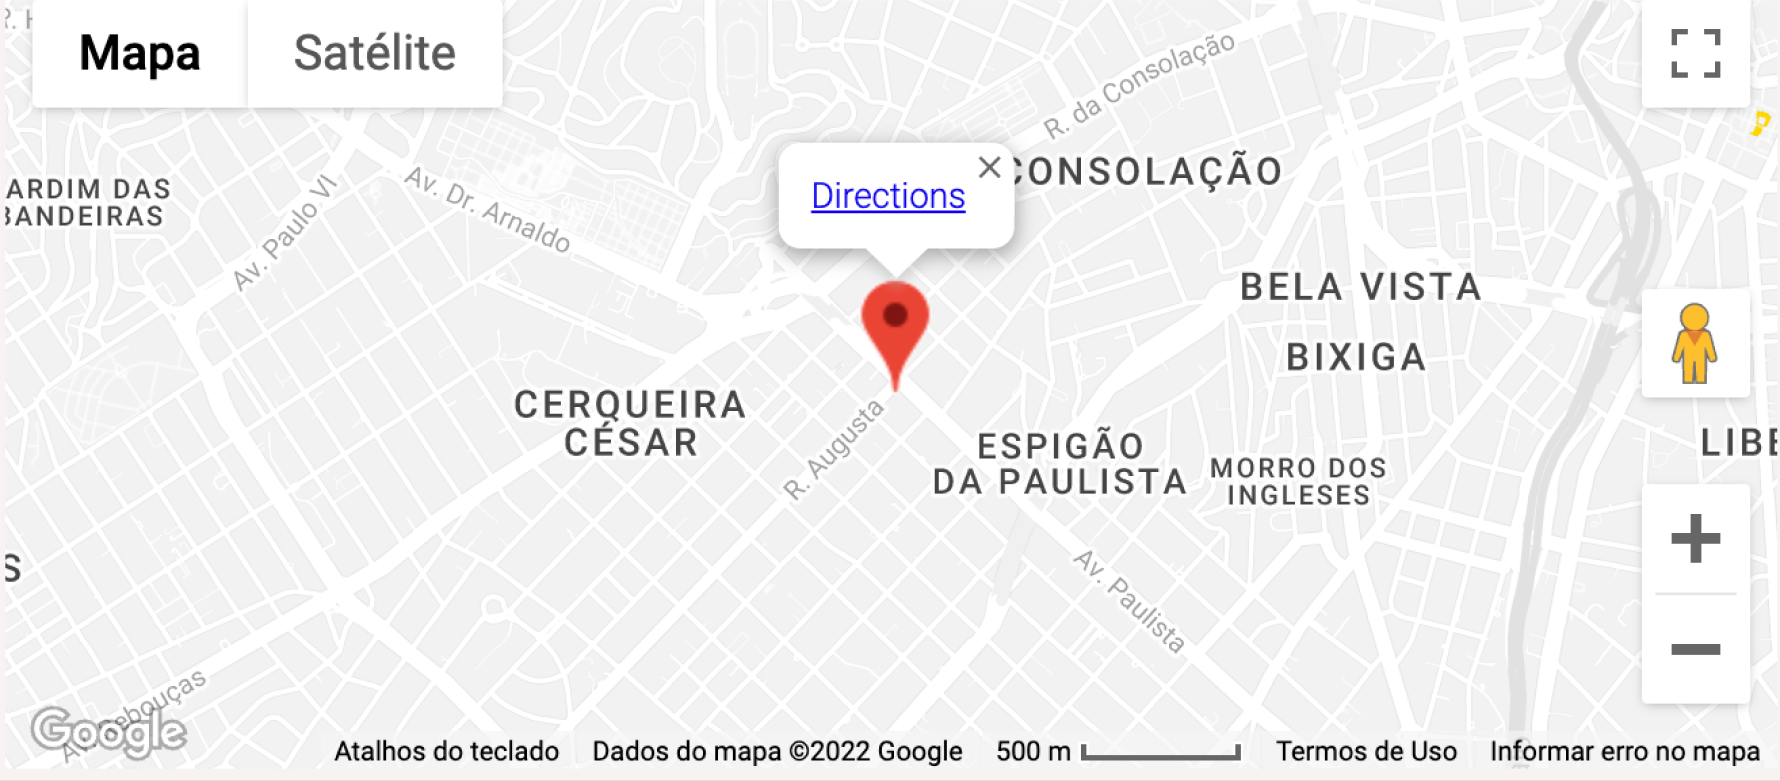 Mapa
Satélite
R. da Consolação
CONSOLAÇÃO
Directions
ARDIM DAS
BANDEIRAS
Av. Paulo VI
Av. Dr. Arnaldo
BELA VISTA
BIXIGA
CERQUEIRA
CÉSAR
R. Augusta
ESPIGÃO
DA PAULISTA
MORRO DOS
INGLESES
LIBE
S
Av. Paulista
Av. Rebouças
Google
Atalhos do teclado
Dados do mapa ©2022 Google
500 m
Termos de Uso
Informar erro no mapa